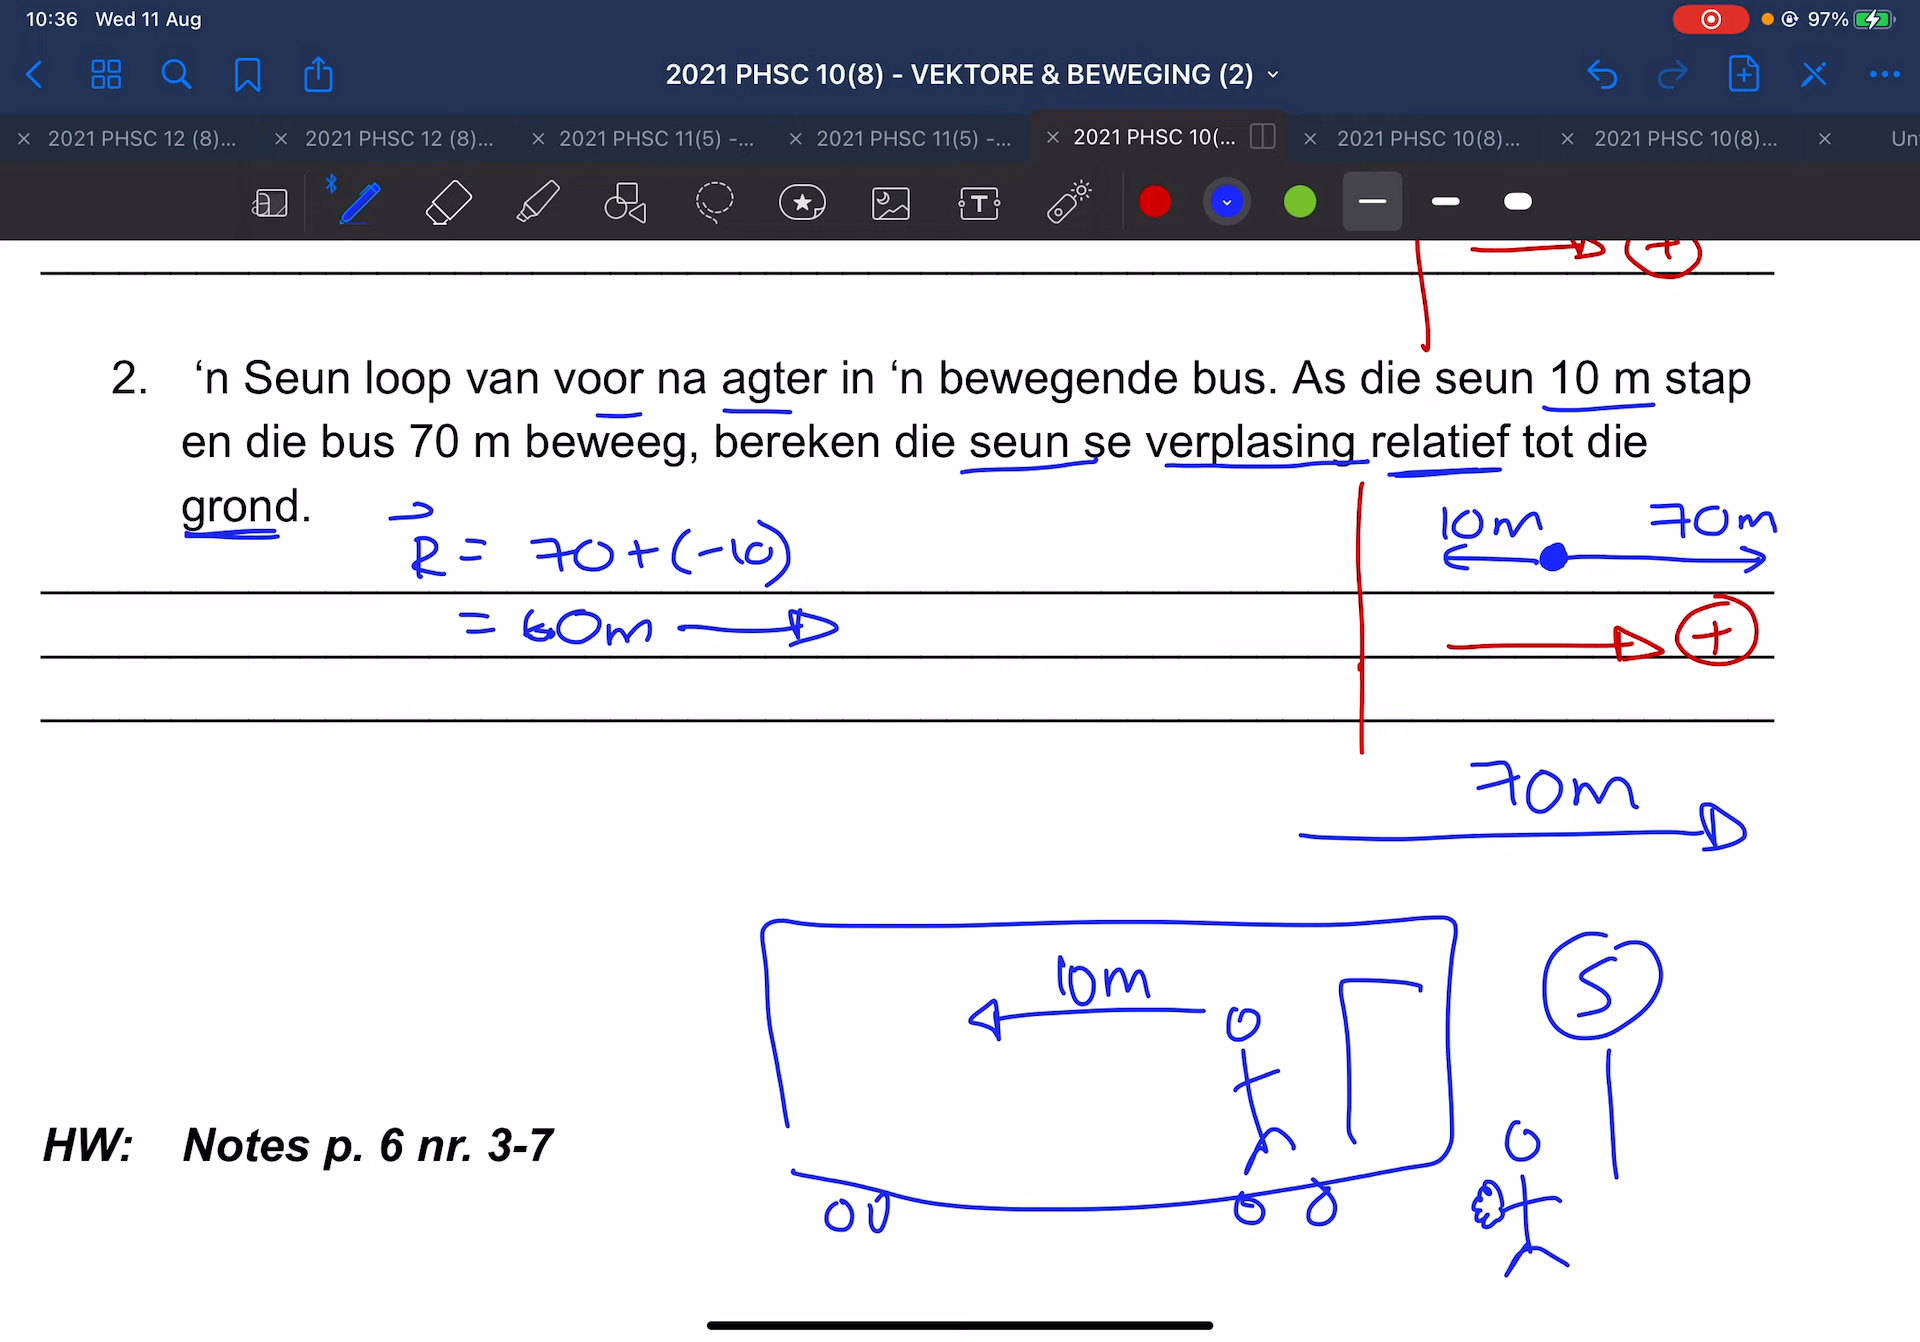 10:36 Wed 11 Aug
97%
2021 PHSC 10(8) - VEKTORE & BEWEGING (2)
2021 PHSC 12 (8)...
2021 PHSC 12 (8)...
2021 PHSC 11(5) -...
2021 PHSC 11(5) -...
2021 PHSC 10(...
2021 PHSC 10(8)...
2021 PHSC 10(8)...
Un
T
+
2. ‘n Seun loop van voor na agter in ‘n bewegende bus. As die seun 10 m stap
en die bus 70 m beweeg, bereken die seun se verplasing relatief tot die
grond.
R = 70 + (-10)
= 60m
10m 70m
+
70m
10m
S
HW: Notes p. 6 nr. 3-7